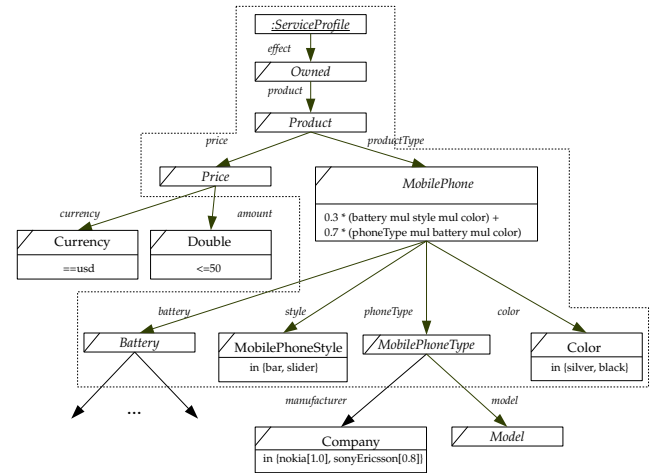 :ServiceProfile
effect
Owned
product
Product
price
productType
Price
MobilePhone
0.3 * (battery mul style mul color) +
0.7 * (phoneType mul battery mul color)
currency
amount
Currency
==usd
Double
<=50
battery
style
phoneType
color
Battery
MobilePhoneStyle
in {bar, slider}
MobilePhoneType
Color
in {silver, black}
...
manufacturer
model
Company
in {nokia[1.0], sonyEricsson[0.8]}
Model